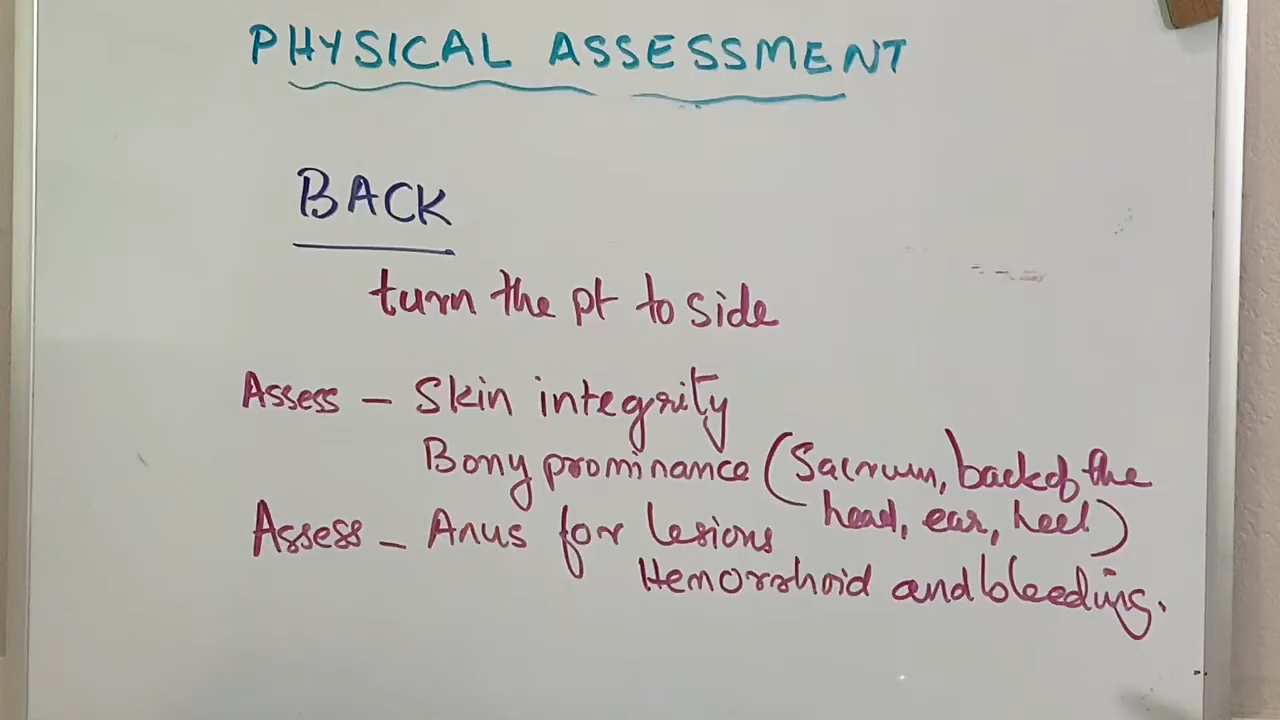 PHYSICAL ASSESSMENT
BACK
turn the pt to side
Assess - Skin integrity
Bony prominance (Sacrum, back of the
head, ear, heel)
Assess - Anus for lesions
Hemorrhoid and bleeding.